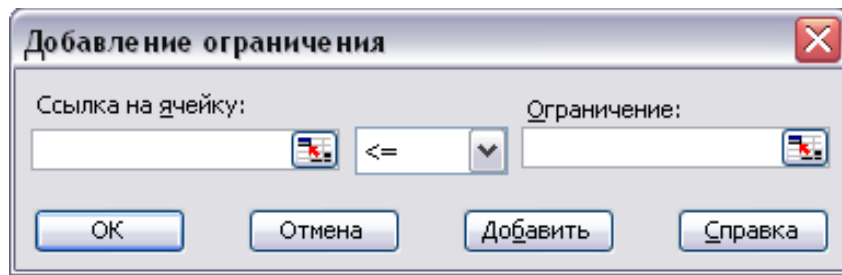 Добавление ограничения
Ссылка на ячейку:
Ограничение:
<=
ОК
Отмена
Добавить
Справка